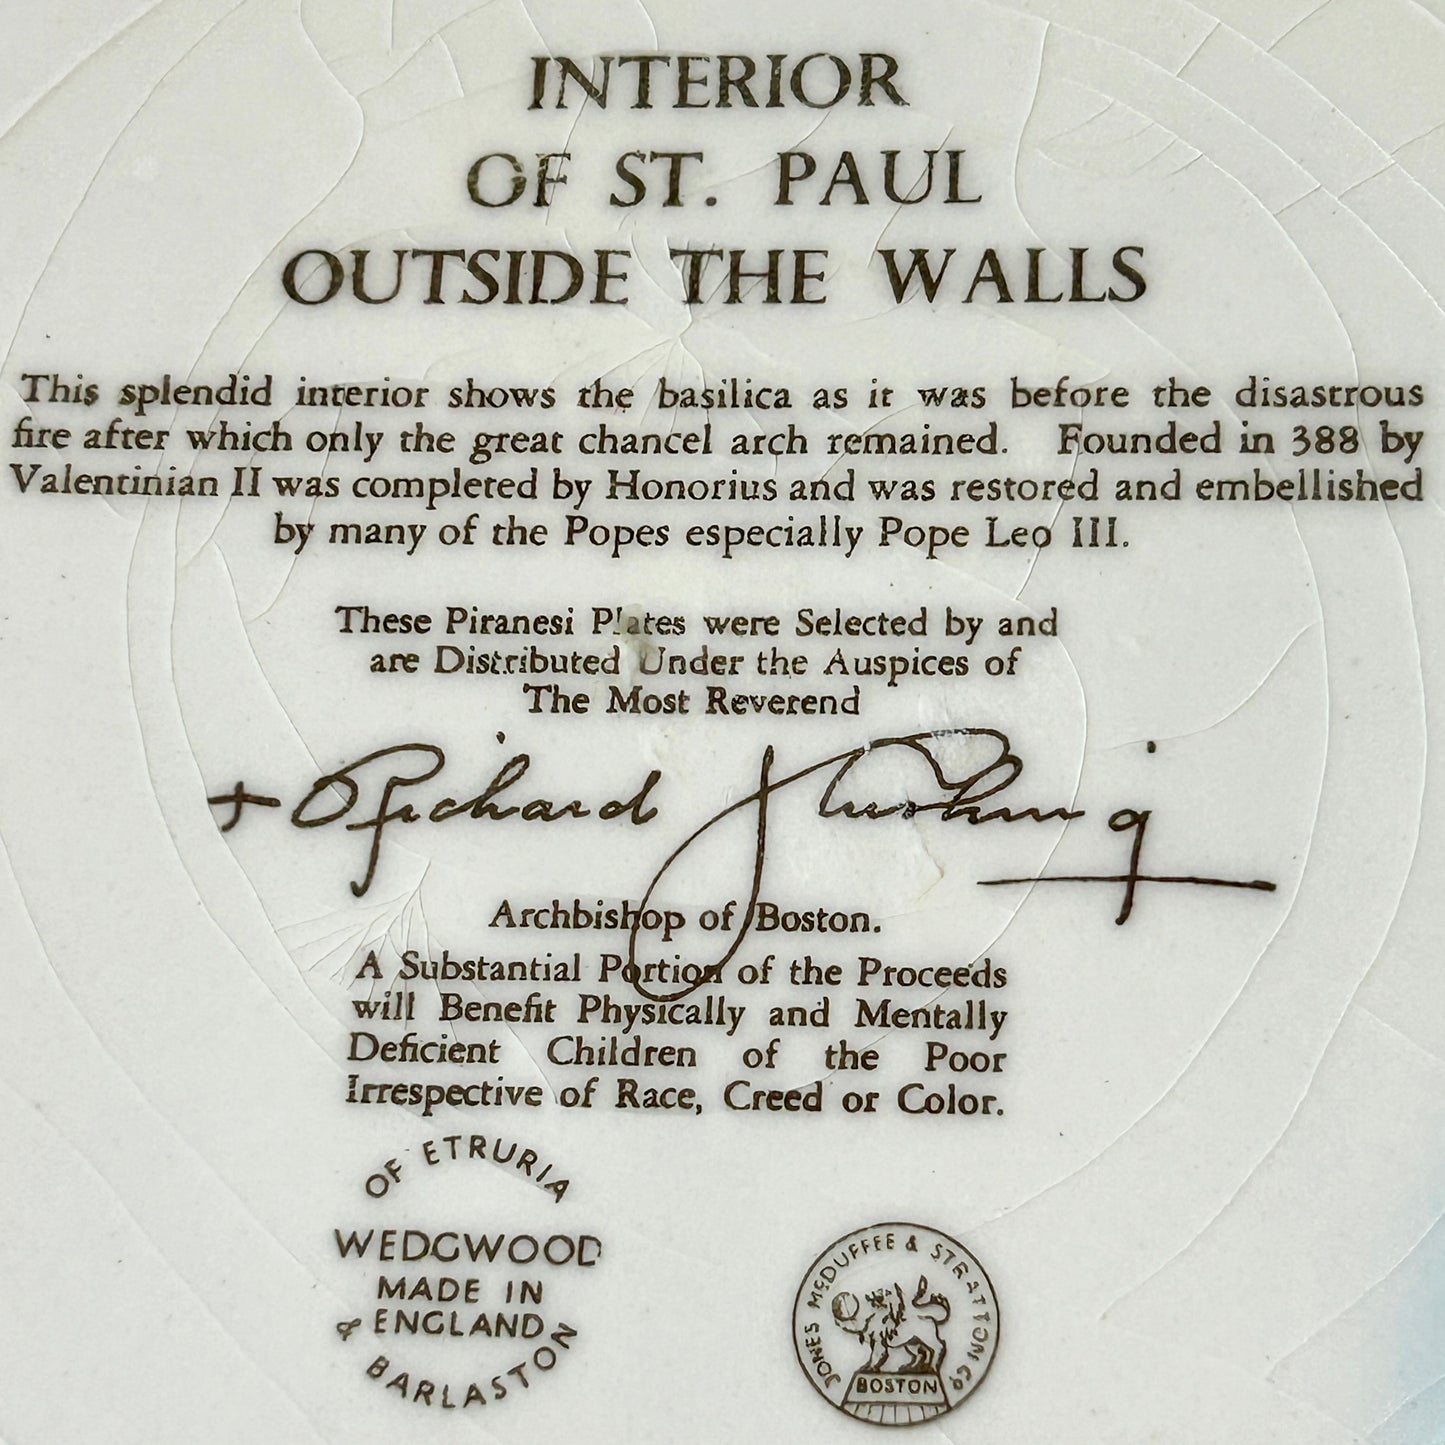 INTERIOR
OF ST. PAUL
OUTSIDE THE WALLS
This splendid interior shows the basilica as it was before the disastrous
fire after which only the great chancel arch remained. Founded in 388 by
Valentinian II was completed by Honorius and was restored and embellished
by many of the Popes especially Pope Leo III.
These Piranesi Plates were Selected by and
are Distributed Under the Auspices of
The Most Reverend
+ Richard J Cushing
Archbishop of Boston.
A Substantial Portion of the Proceeds
will Benefit Physically and Mentally
Deficient Children of the Poor
Irrespective of Race, Creed or Color.
OF ETRURIA
WEDGWOOD
MADE IN
ENGLAND
& BARLASTON
JONES McDUFFEE & STRATTON Co
BOSTON